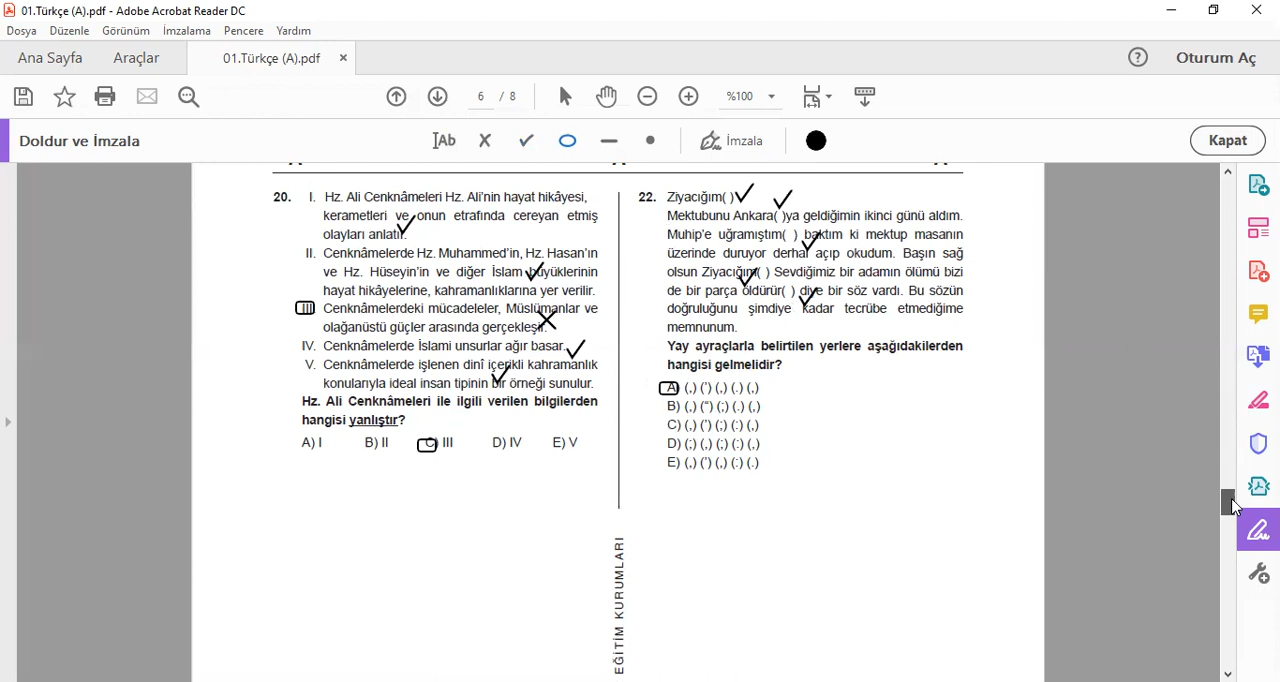 01.Türkçe (A).pdf - Adobe Acrobat Reader DC
Dosya Düzenle Görünüm İmzalama Pencere Yardım
Ana Sayfa Araçlar 01.Türkçe (A).pdf × ? Oturum Aç
6 / 8 %100
Doldur ve İmzala IAb İmzala Kapat
20. I. Hz. Ali Cenknâmeleri Hz. Ali'nin hayat hikâyesi,
kerametleri ve onun etrafında cereyan etmiş
olayları anlatır.
II. Cenknâmelerde Hz. Muhammed'in, Hz. Hasan'ın
ve Hz. Hüseyin'in ve diğer İslam büyüklerinin
hayat hikâyelerine, kahramanlıklarına yer verilir.
III. Cenknâmelerdeki mücadeleler, Müslümanlar ve
olağanüstü güçler arasında gerçekleşir.
IV. Cenknâmelerde İslami unsurlar ağır basar.
V. Cenknâmelerde işlenen dinî içerikli kahramanlık
konularıyla ideal insan tipinin bir örneği sunulur.
Hz. Ali Cenknâmeleri ile ilgili verilen bilgilerden
hangisi yanlıştır?
A) I B) II C) III D) IV E) V
22. Ziyacığım( )
Mektubunu Ankara( )ya geldiğimin ikinci günü aldım.
Muhip'e uğramıştım( ) baktım ki mektup masanın
üzerinde duruyor derhal açıp okudum. Başın sağ
olsun Ziyacığım( ) Sevdiğimiz bir adamın ölümü bizi
de bir parça öldürür( ) diye bir söz vardı. Bu sözün
doğruluğunu şimdiye kadar tecrübe etmediğime
memnunum.
Yay ayraçlarla belirtilen yerlere aşağıdakilerden
hangisi gelmelidir?
A) (,) (') (,) (.) (,)
B) (,) (") (;) (.) (,)
C) (,) (') (;) (:) (,)
D) (;) (,) (;) (:) (,)
E) (,) (') (,) (:) (.)
EĞİTİM KURUMLARI